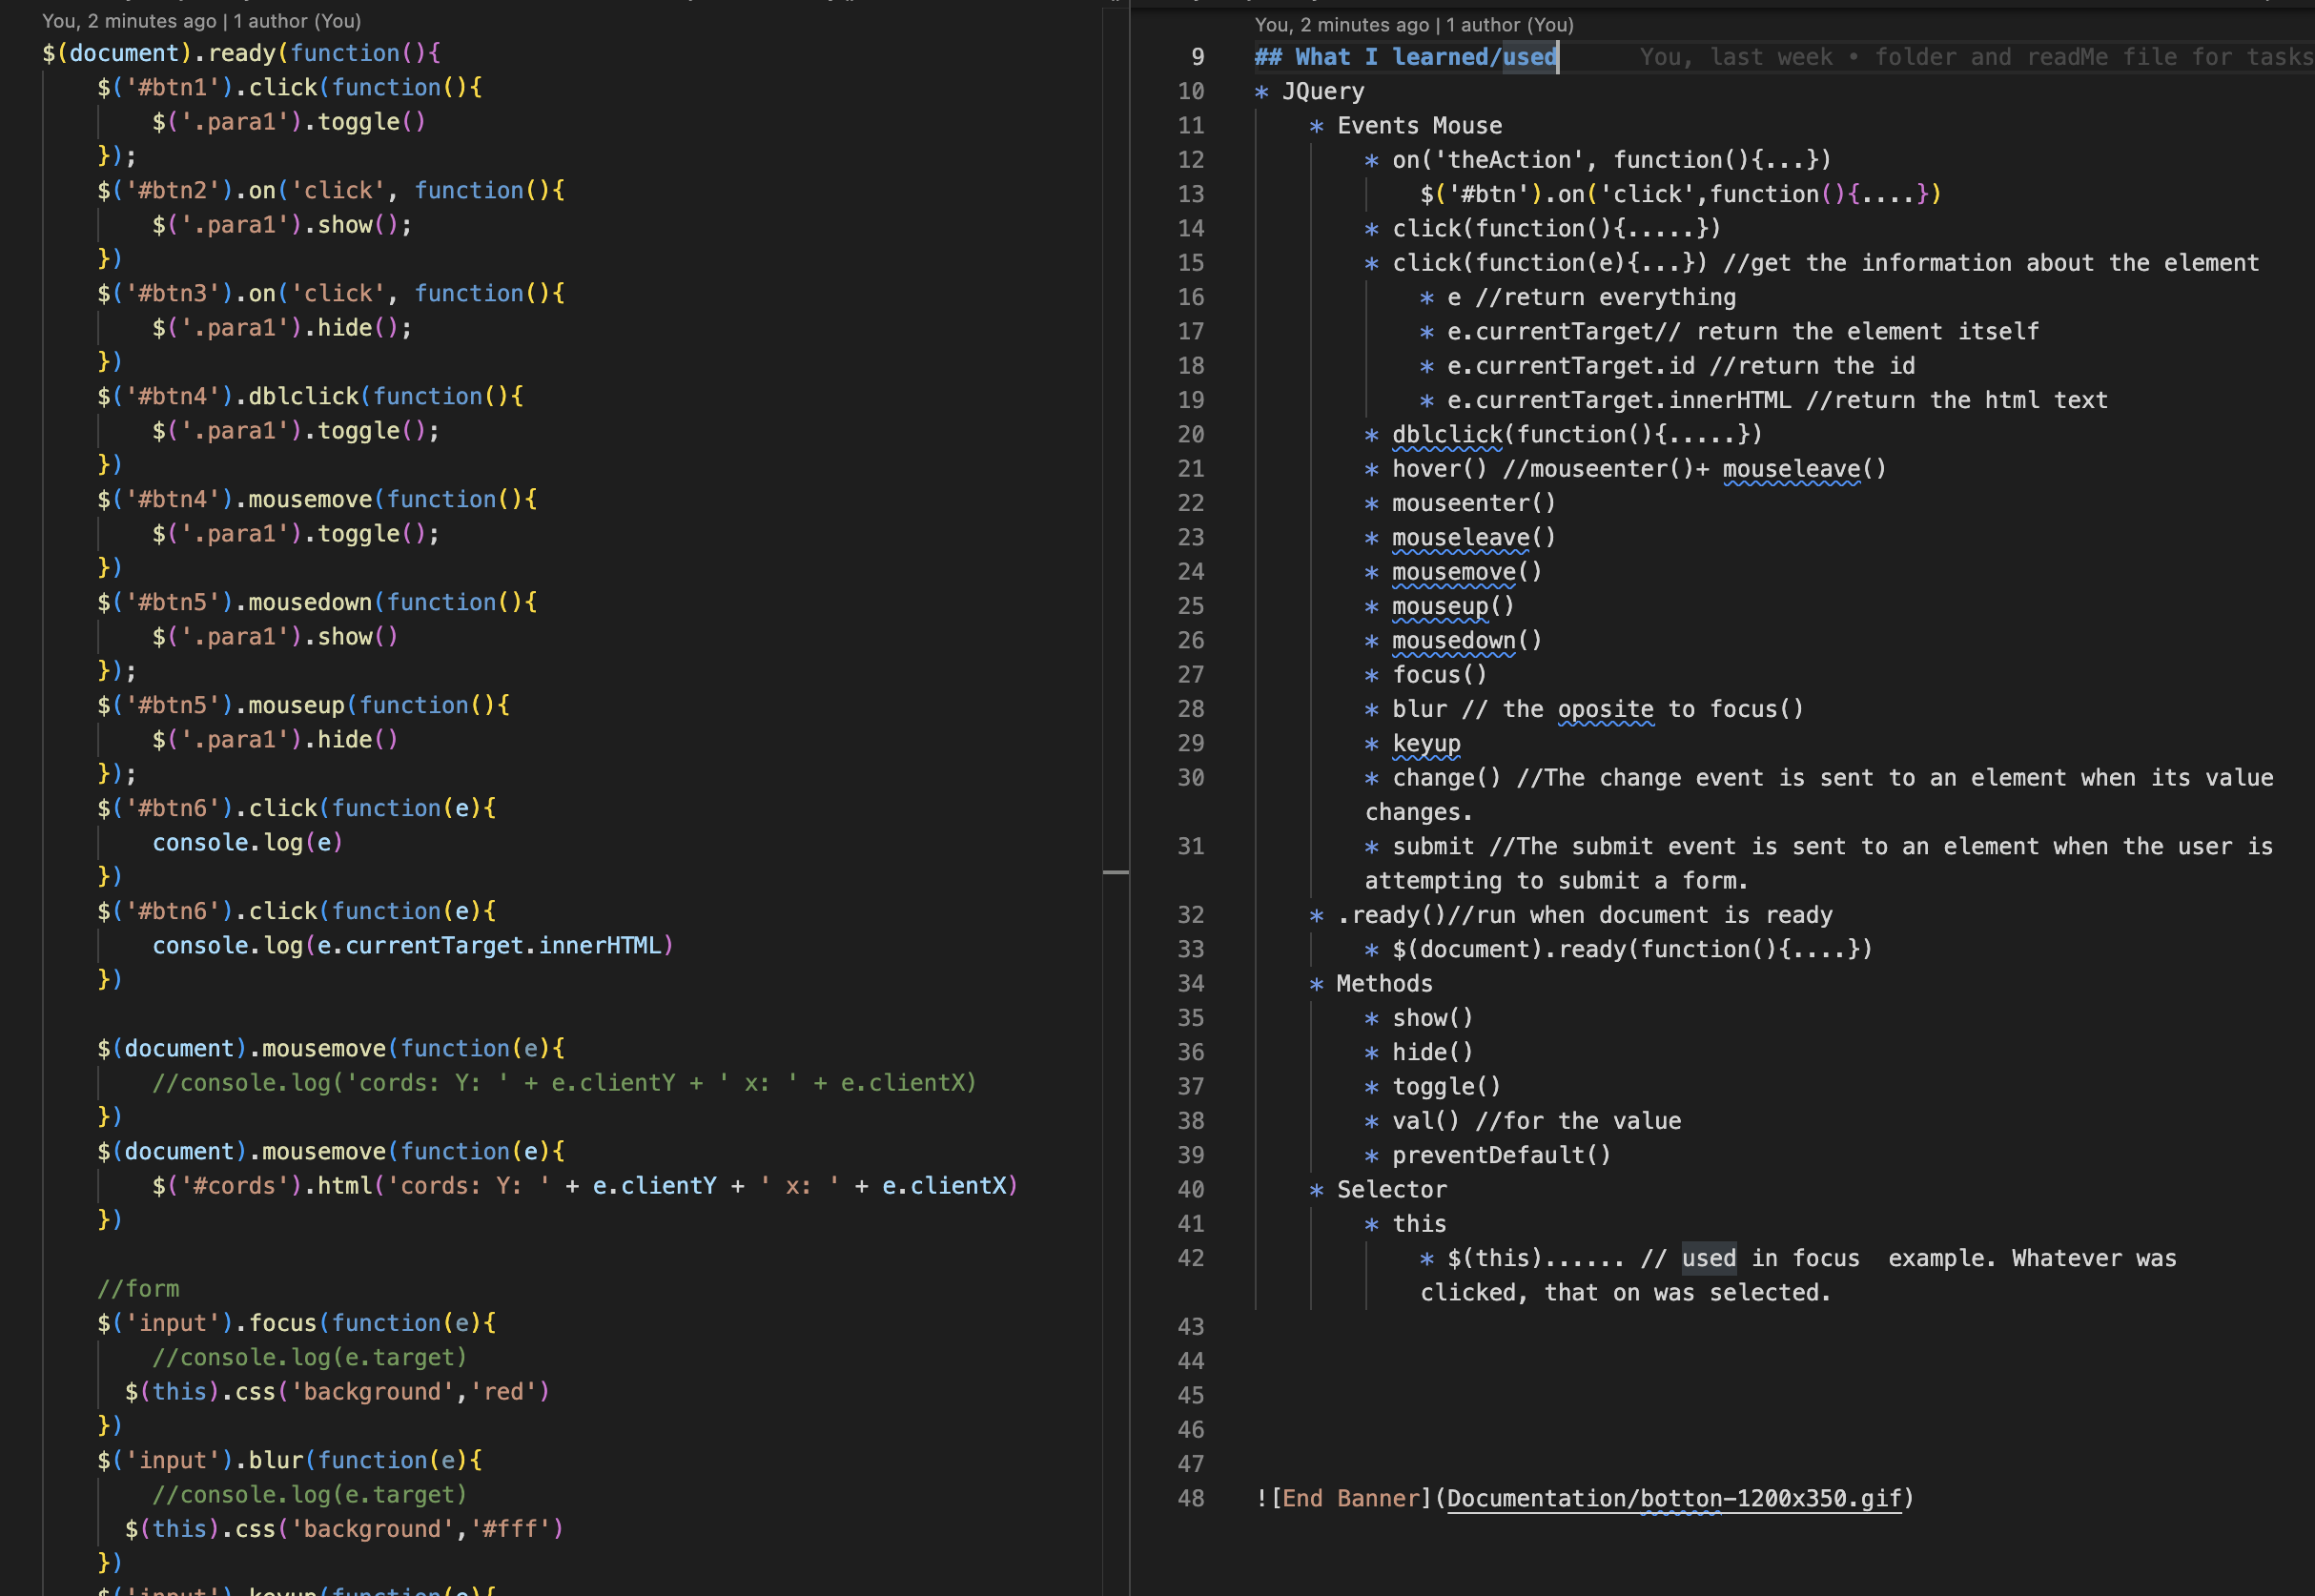 You, 2 minutes ago | 1 author (You)
$(document).ready(function(){
    $('#btn1').click(function(){
        $('.para1').toggle()
    });
    $('#btn2').on('click', function(){
        $('.para1').show();
    })
    $('#btn3').on('click', function(){
        $('.para1').hide();
    })
    $('#btn4').dblclick(function(){
        $('.para1').toggle();
    })
    $('#btn4').mousemove(function(){
        $('.para1').toggle();
    })
    $('#btn5').mousedown(function(){
        $('.para1').show()
    });
    $('#btn5').mouseup(function(){
        $('.para1').hide()
    });
    $('#btn6').click(function(e){
        console.log(e)
    })
    $('#btn6').click(function(e){
        console.log(e.currentTarget.innerHTML)
    })
    $(document).mousemove(function(e){
        //console.log('cords: Y: ' + e.clientY + ' x: ' + e.clientX)
    })
    $(document).mousemove(function(e){
        $('#cords').html('cords: Y: ' + e.clientY + ' x: ' + e.clientX)
    })
    //form
    $('input').focus(function(e){
        //console.log(e.target)
      $(this).css('background','red')
    })
    $('input').blur(function(e){
        //console.log(e.target)
      $(this).css('background','#fff')
    })
    $('input').keyup(function(e){
You, 2 minutes ago | 1 author (You)
9 ## What I learned/used You, last week • folder and readMe file for tasks
10 * JQuery
11     * Events Mouse
12         * on('theAction', function(){...})
13             $('#btn').on('click',function(){....})
14         * click(function(){.....})
15         * click(function(e){...}) //get the information about the element
16             * e //return everything
17             * e.currentTarget// return the element itself
18             * e.currentTarget.id //return the id
19             * e.currentTarget.innerHTML //return the html text
20         * dblclick(function(){.....})
21         * hover() //mouseenter()+ mouseleave()
22         * mouseenter()
23         * mouseleave()
24         * mousemove()
25         * mouseup()
26         * mousedown()
27         * focus()
28         * blur // the oposite to focus()
29         * keyup
30         * change() //The change event is sent to an element when its value
changes.
31         * submit //The submit event is sent to an element when the user is
attempting to submit a form.
32     * .ready()//run when document is ready
33         * $(document).ready(function(){....})
34     * Methods
35         * show()
36         * hide()
37         * toggle()
38         * val() //for the value
39         * preventDefault()
40     * Selector
41         * this
42             * $(this)...... // used in focus  example. Whatever was
clicked, that on was selected.
43
44
45
46
47
48 ![End Banner](Documentation/botton-1200x350.gif)